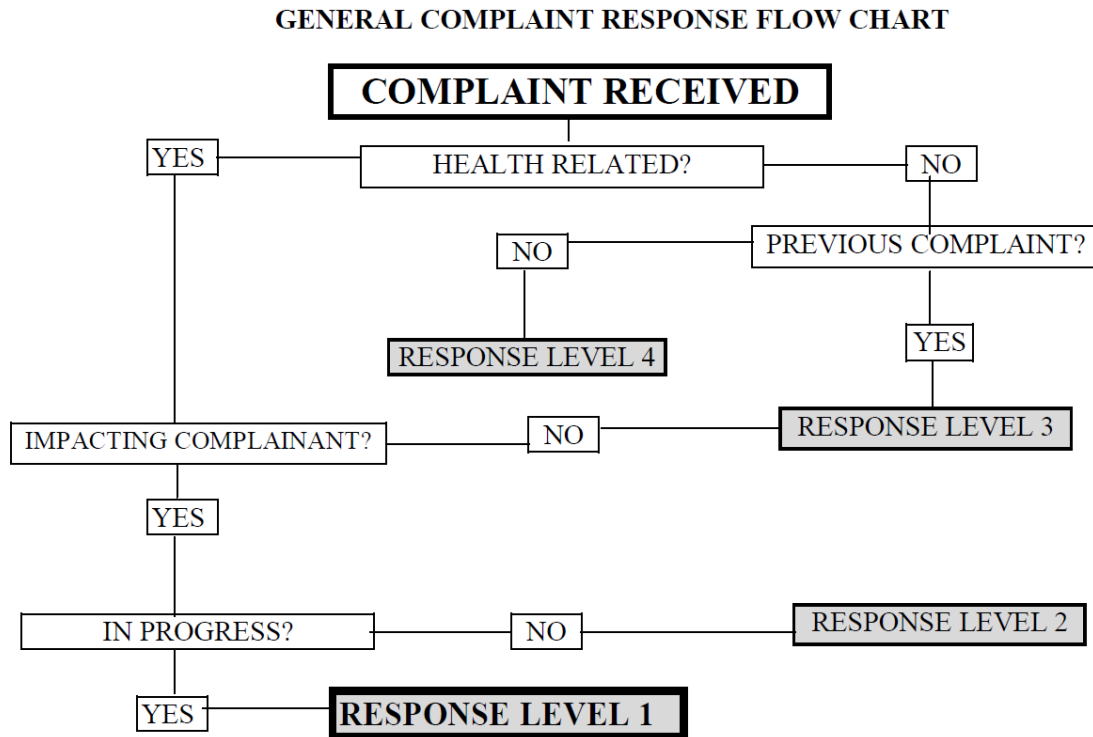 GENERAL COMPLAINT RESPONSE FLOW CHART
COMPLAINT RECEIVED
YES
HEALTH RELATED?
NO
NO
PREVIOUS COMPLAINT?
RESPONSE LEVEL 4
YES
IMPACTING COMPLAINANT?
NO
RESPONSE LEVEL 3
YES
IN PROGRESS?
NO
RESPONSE LEVEL 2
YES
RESPONSE LEVEL 1